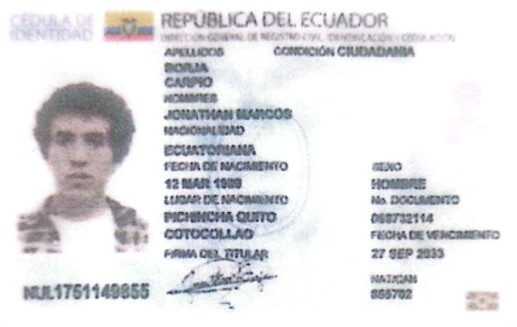 CÉDULA DE IDENTIDAD
REPÚBLICA DEL ECUADOR
DIRECCIÓN GENERAL DE REGISTRO CIVIL, IDENTIFICACIÓN Y CEDULACIÓN
APELLIDOS
CONDICIÓN CIUDADANIA
BORJA
CARPIO
NOMBRES
JONATHAN MARCOS
NACIONALIDAD
ECUATORIANA
FECHA DE NACIMIENTO
SEXO
12 MAR
HOMBRE
LUGAR DE NACIMIENTO
No. DOCUMENTO
PICHINCHA QUITO
058732114
COTOCOLLAO
FECHA DE VENCIMIENTO
FIRMA DEL TITULAR
27 SEP 2033
NUI.1751149855
NAT/CAN